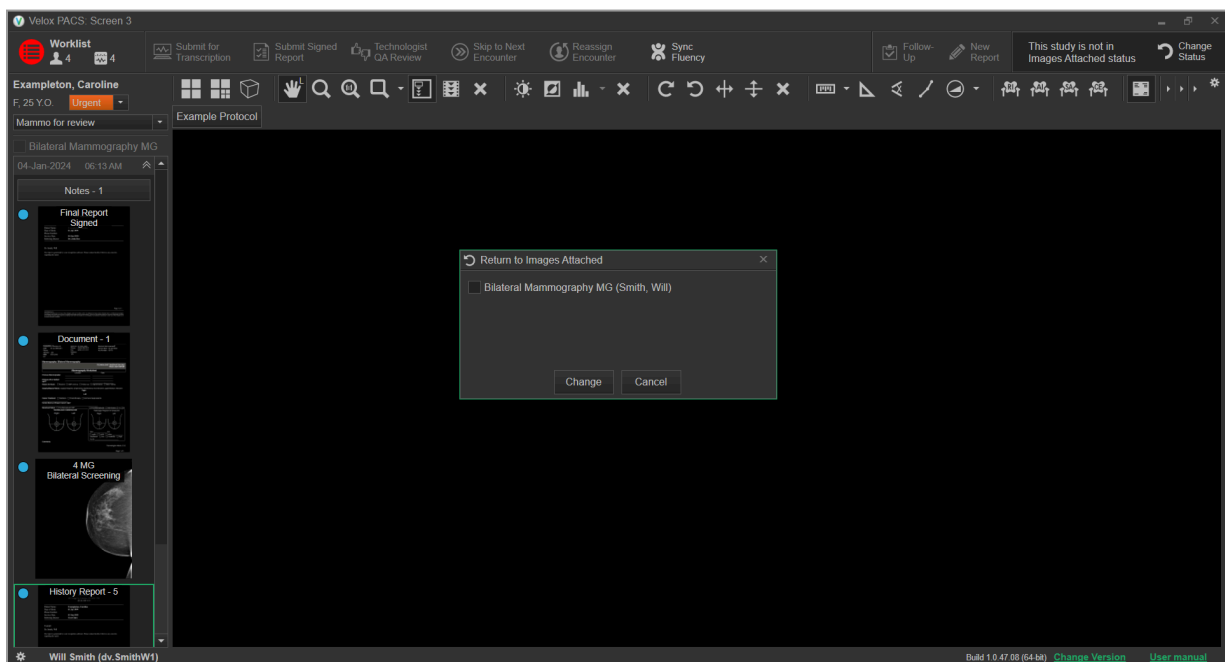 Velox PACS: Screen 3
Worklist
4 4
Submit for
Transcription
Submit Signed
Report
Technologist
QA Review
Skip to Next
Encounter
Reassign
Encounter
Sync
Fluency
Follow-
Up
New
Report
This study is not in
Images Attached status
Change
Status
Exampleton, Caroline
F, 25 Y.O. Urgent
Mammo for review
Example Protocol
Bilateral Mammography MG
04-Jan-2024 06:13 AM
Notes - 1
Final Report
Signed
Document - 1
4 MG
Bilateral Screening
History Report - 5
Return to Images Attached
Bilateral Mammography MG (Smith, Will)
Change Cancel
Will Smith (dv.SmithW1)
Build 1.0.47.08 (64-bit) Change Version User manual